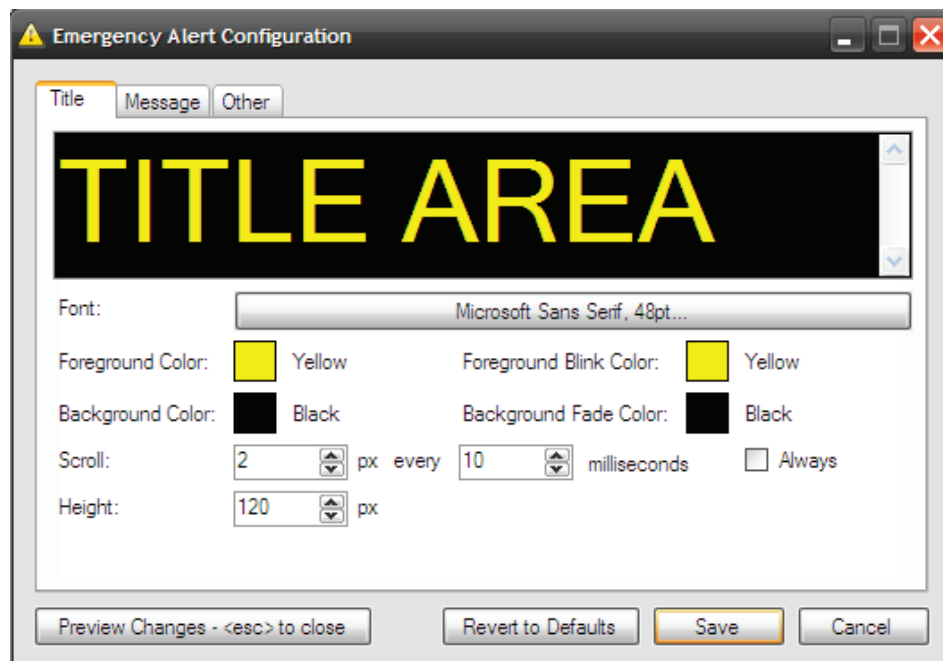 Emergency Alert Configuration
Title Message Other
TITLE AREA
Font: Microsoft Sans Serif, 48pt...
Foreground Color: Yellow Foreground Blink Color: Yellow
Background Color: Black Background Fade Color: Black
Scroll: 2 px every 10 milliseconds Always
Height: 120 px
Preview Changes - <esc> to close Revert to Defaults Save Cancel